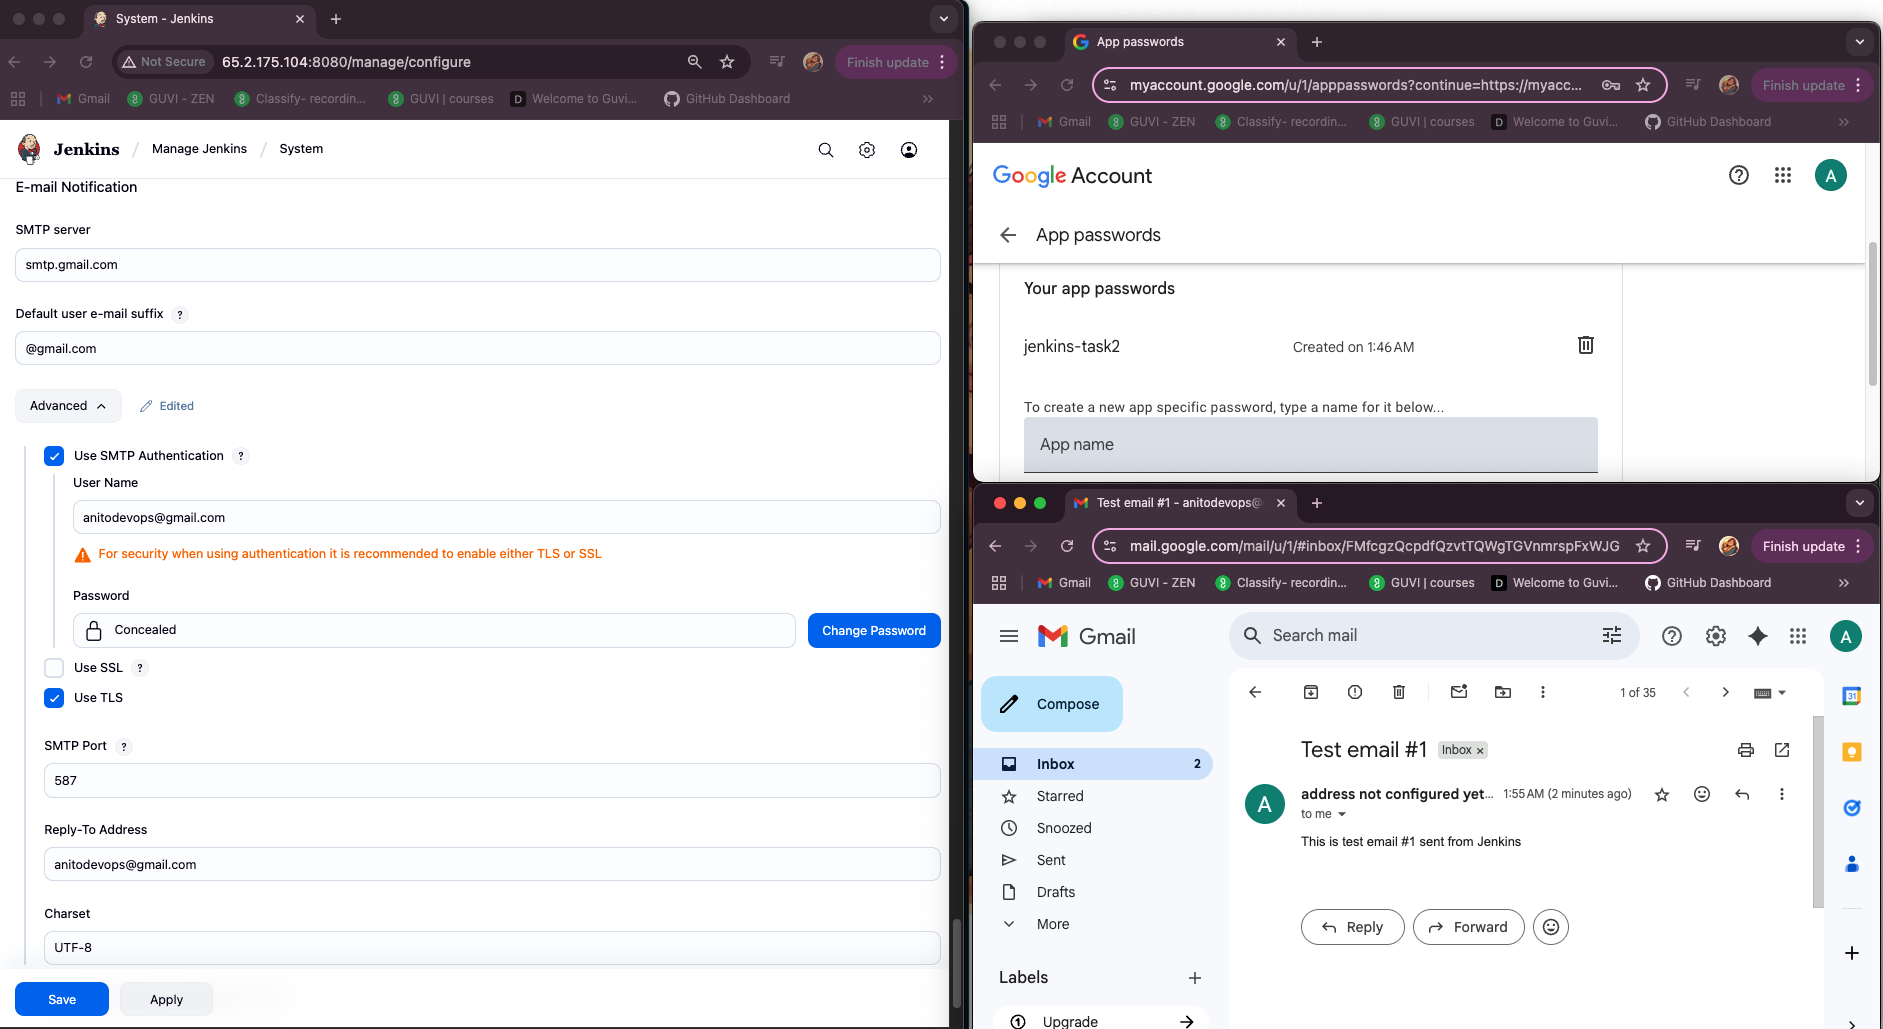 System - Jenkins
Not Secure 65.2.175.104:8080/manage/configure Finish update
Gmail GUVI - ZEN Classify- recordin... GUVI | courses Welcome to Guvi... GitHub Dashboard
Jenkins / Manage Jenkins / System
E-mail Notification
SMTP server
smtp.gmail.com
Default user e-mail suffix ?
@gmail.com
Advanced Edited
Use SMTP Authentication ?
User Name
anitodevops@gmail.com
For security when using authentication it is recommended to enable either TLS or SSL
Password
Concealed Change Password
Use SSL ?
Use TLS
SMTP Port ?
587
Reply-To Address
anitodevops@gmail.com
Charset
UTF-8
Save Apply
App passwords
myaccount.google.com/u/1/apppasswords?continue=https://myacc... Finish update
Gmail GUVI - ZEN Classify- recordin... GUVI | courses Welcome to Guvi... GitHub Dashboard
Google Account A
App passwords
Your app passwords
jenkins-task2 Created on 1:46 AM
To create a new app specific password, type a name for it below...
App name
Test email #1 - anitodevops@
mail.google.com/mail/u/1/#inbox/FMfcgzQcpdfQzvtTQWgTGVnmrspFxWJG Finish update
Gmail GUVI - ZEN Classify- recordin... GUVI | courses Welcome to Guvi... GitHub Dashboard
Gmail Search mail A
Compose 1 of 35
Test email #1 Inbox ×
Inbox 2
Starred
Snoozed
Sent
Drafts
More
Labels
Upgrade
A address not configured yet... 1:55 AM (2 minutes ago)
to me
This is test email #1 sent from Jenkins
Reply Forward
31